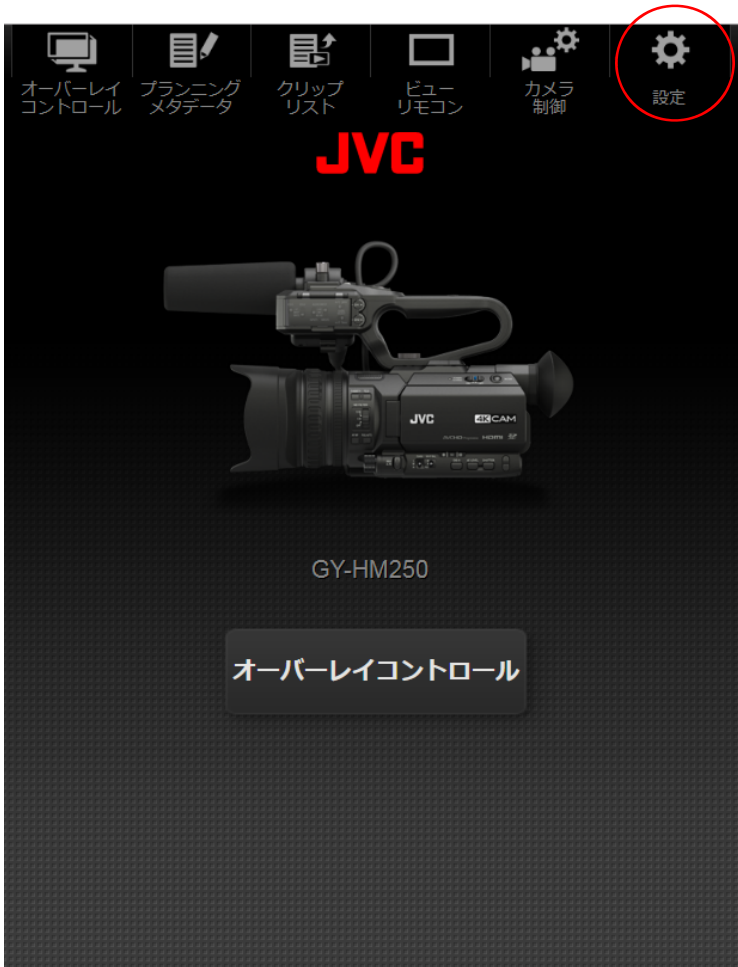 オーバーレイ
コントロール
プランニング
メタデータ
クリップ
リスト
ビュー
リモコン
カメラ
制御
設定
JVC
JVC
4K CAM
AVCHD
HDMI
GY-HM250
オーバーレイコントロール